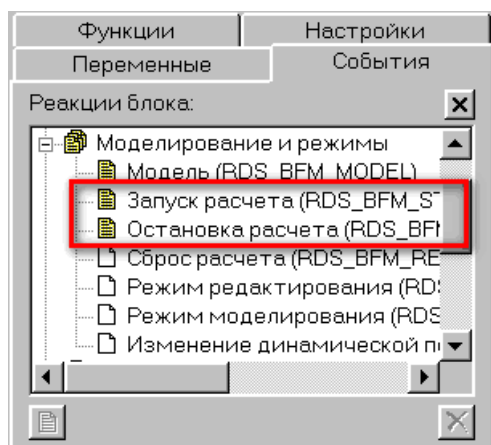 Функции Настройки
Переменные События
Реакции блока:
Моделирование и режимы
Модель (RDS_BFM_MODEL)
Запуск расчета (RDS_BFM_ST
Остановка расчета (RDS_BFM
Сброс расчета (RDS_BFM_RE
Режим редактирования (RDS
Режим моделирования (RDS
Изменение динамической п